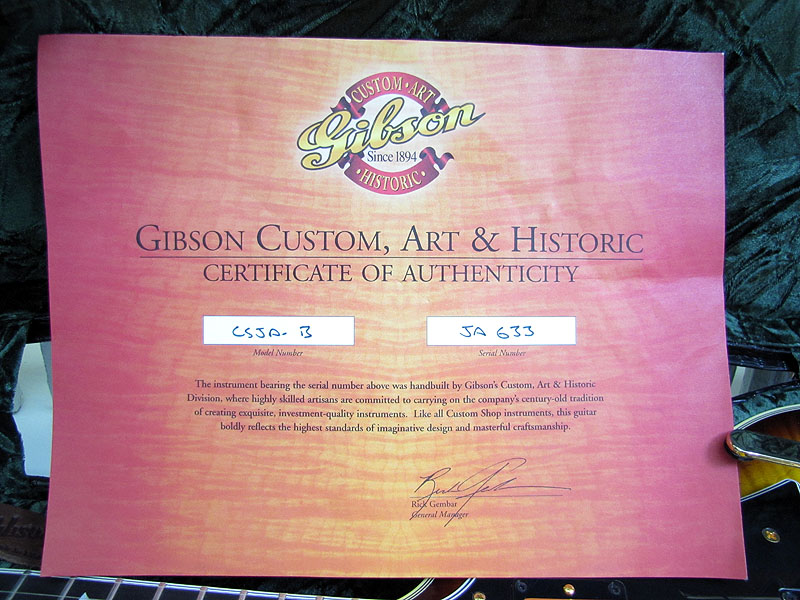 CUSTOM · ART
Gibson
Since 1894
· HISTORIC ·
GIBSON CUSTOM, ART & HISTORIC
CERTIFICATE OF AUTHENTICITY
CSJA- B
JA 633
Model Number
Serial Number
The instrument bearing the serial number above was handbuilt by Gibson's Custom, Art & Historic
Division, where highly skilled artisans are committed to carrying on the company's century-old tradition
of creating exquisite, investment-quality instruments. Like all Custom Shop instruments, this guitar
boldly reflects the highest standards of imaginative design and masterful craftsmanship.
Rick Gembar
General Manager